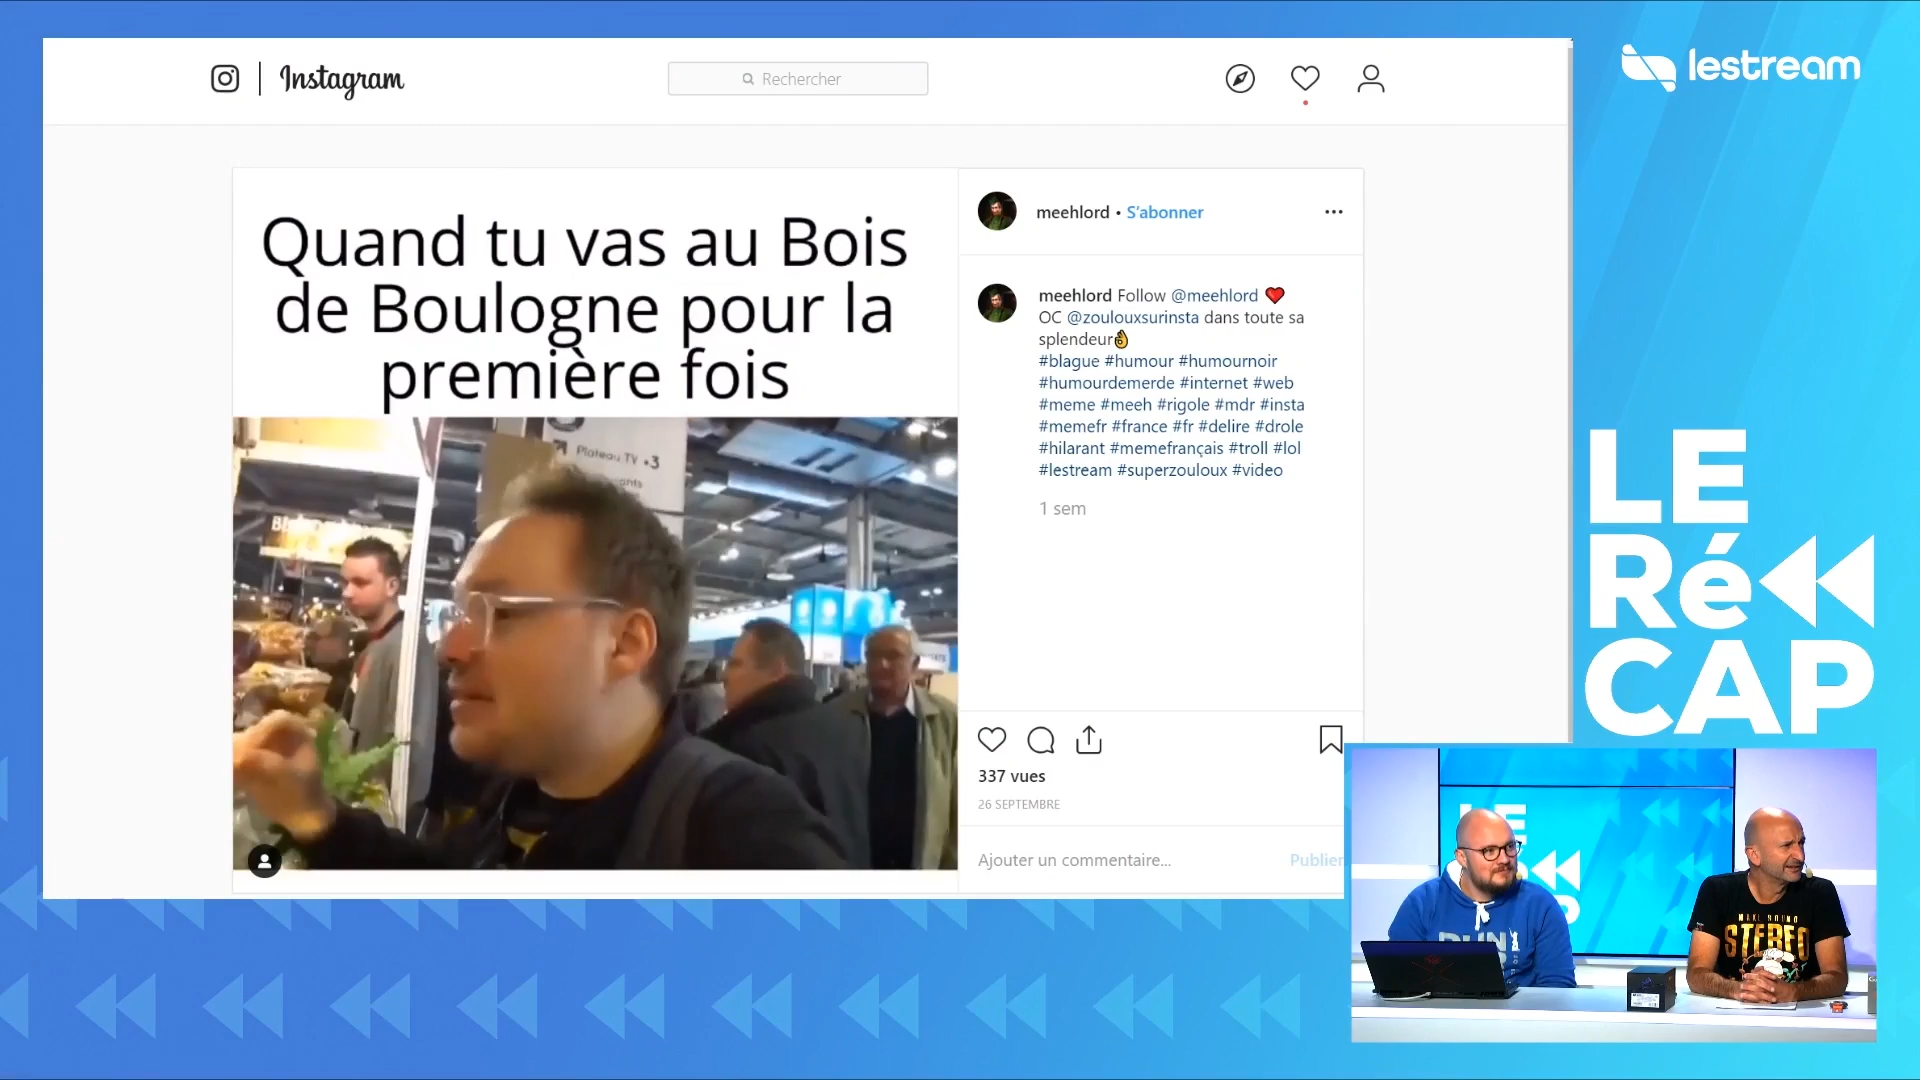 Instagram
Rechercher
lestream
Quand tu vas au Bois
de Boulogne pour la
première fois
Plateau TV •3
meehlord • S'abonner
meehlord Follow @meehlord
OC @zoulouxsurinsta dans toute sa
splendeur
#blague #humour #humournoir
#humourdemerde #internet #web
#meme #meeh #rigole #mdr #insta
#memefr #france #fr #delire #drole
#hilarant #memefrançais #troll #lol
#lestream #superzouloux #video
1 sem
337 vues
26 SEPTEMBRE
Ajouter un commentaire...
Publier
LE
Ré
CAP
STEREO